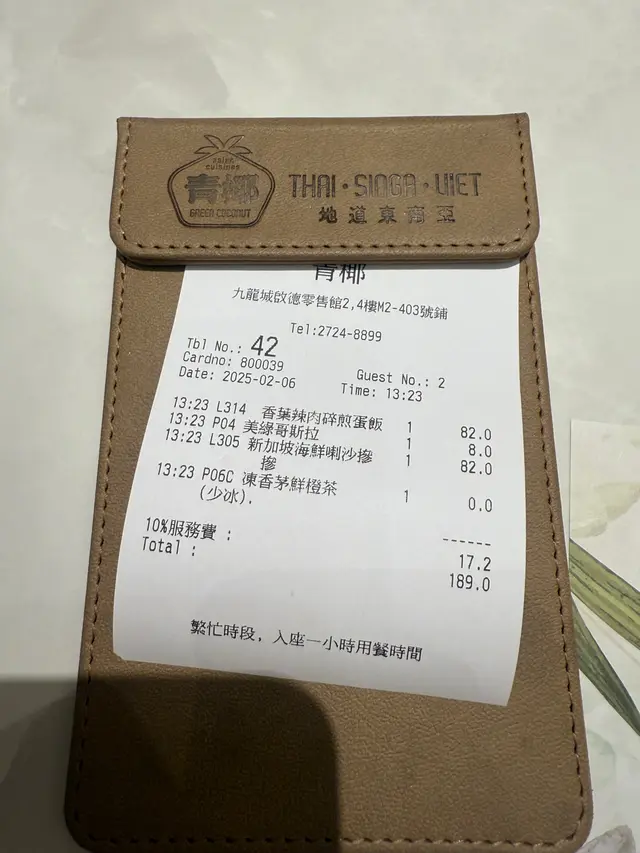 asian
cuisines
青椰
GREEN COCONUT
THAI·SINGA·VIET
地道東南亞
青椰
九龍城啟德零售館2,4樓M2-403號鋪
Tel:2724-8899
Tbl No.: 42
Cardno: 800039 Guest No.: 2
Date: 2025-02-06 Time: 13:23
13:23 L314 香葉辣肉碎煎蛋飯 1 82.0
13:23 P04 美綠哥斯拉 1 8.0
13:23 L305 新加坡海鮮喇沙摻 1 82.0
摻
13:23 P06C 凍香茅鮮橙茶 1 0.0
(少冰).
------
10%服務費 : 17.2
Total : 189.0
繁忙時段, 入座一小時用餐時間